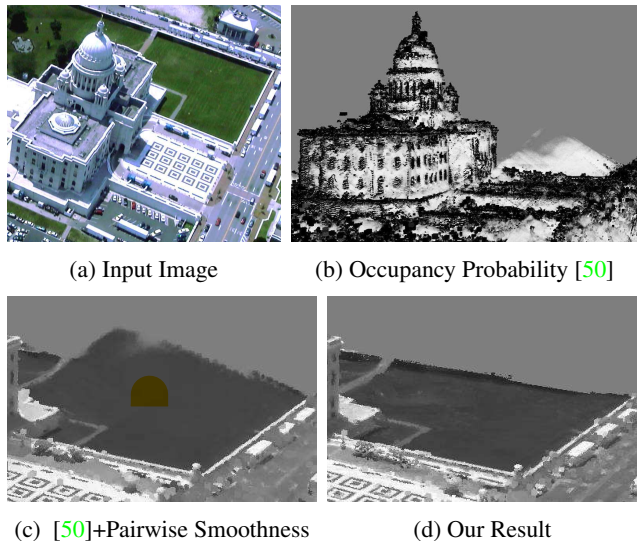 (a) Input Image
(b) Occupancy Probability [50]
(c) [50]+Pairwise Smoothness
(d) Our Result